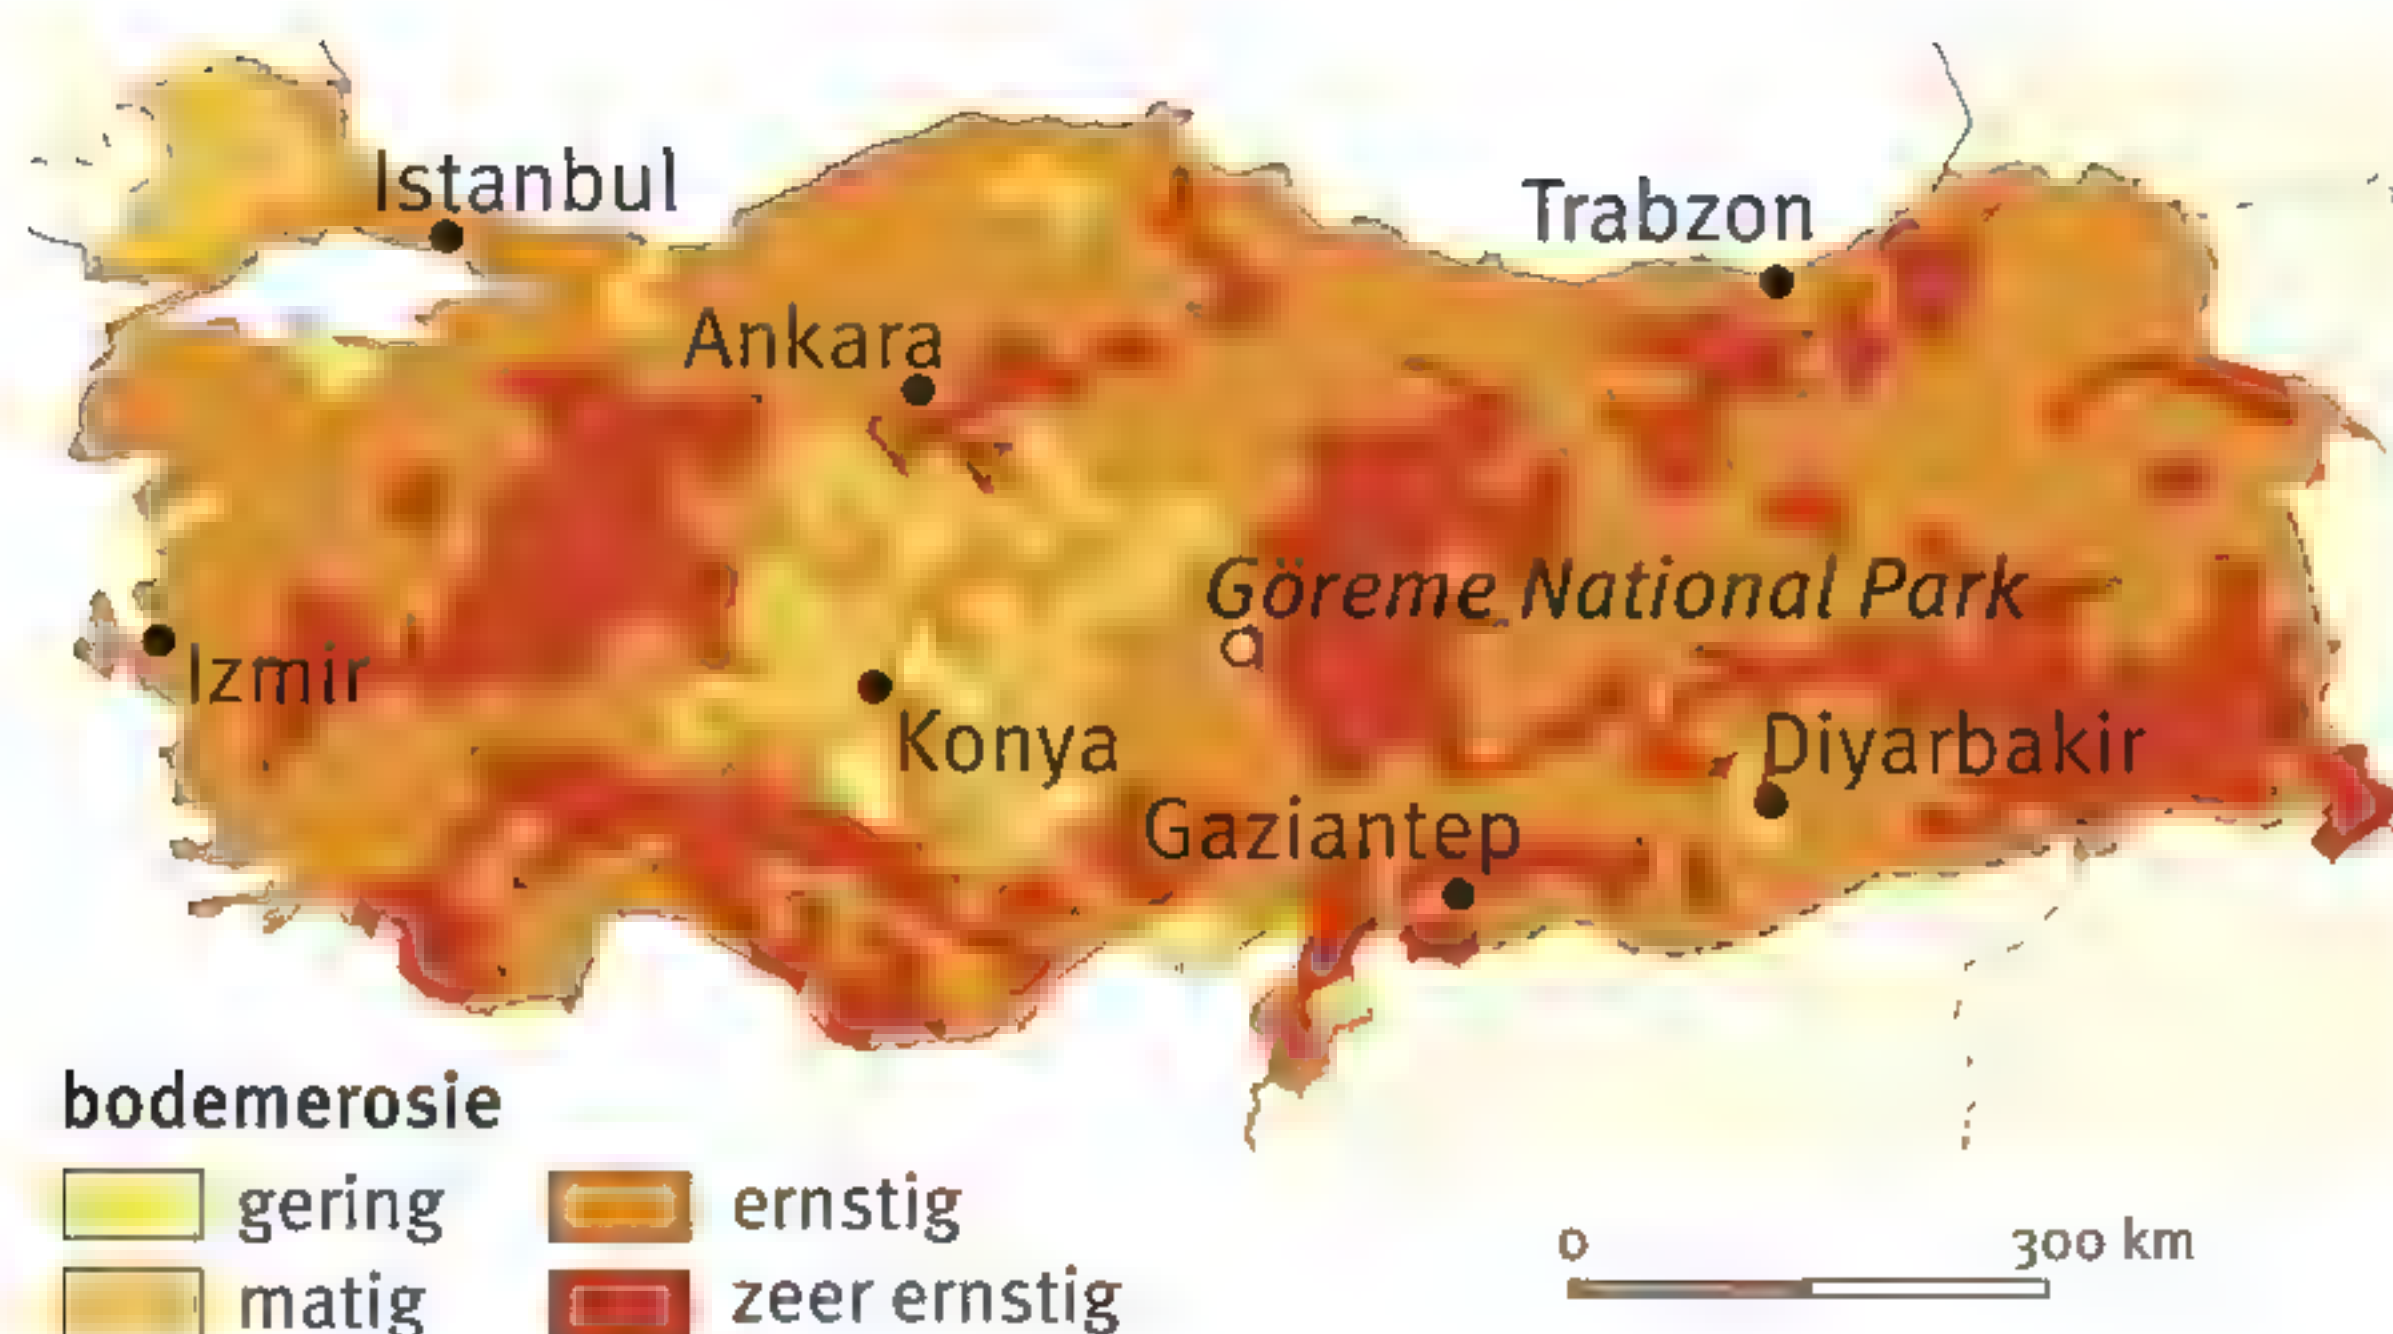 Istanbul
Trabzon
Ankara
Göreme National Park
Izmir
Konya
Diyarbakir
Gaziantep
bodemerosie
gering
ernstig
matig
zeer ernstig
0 300 km